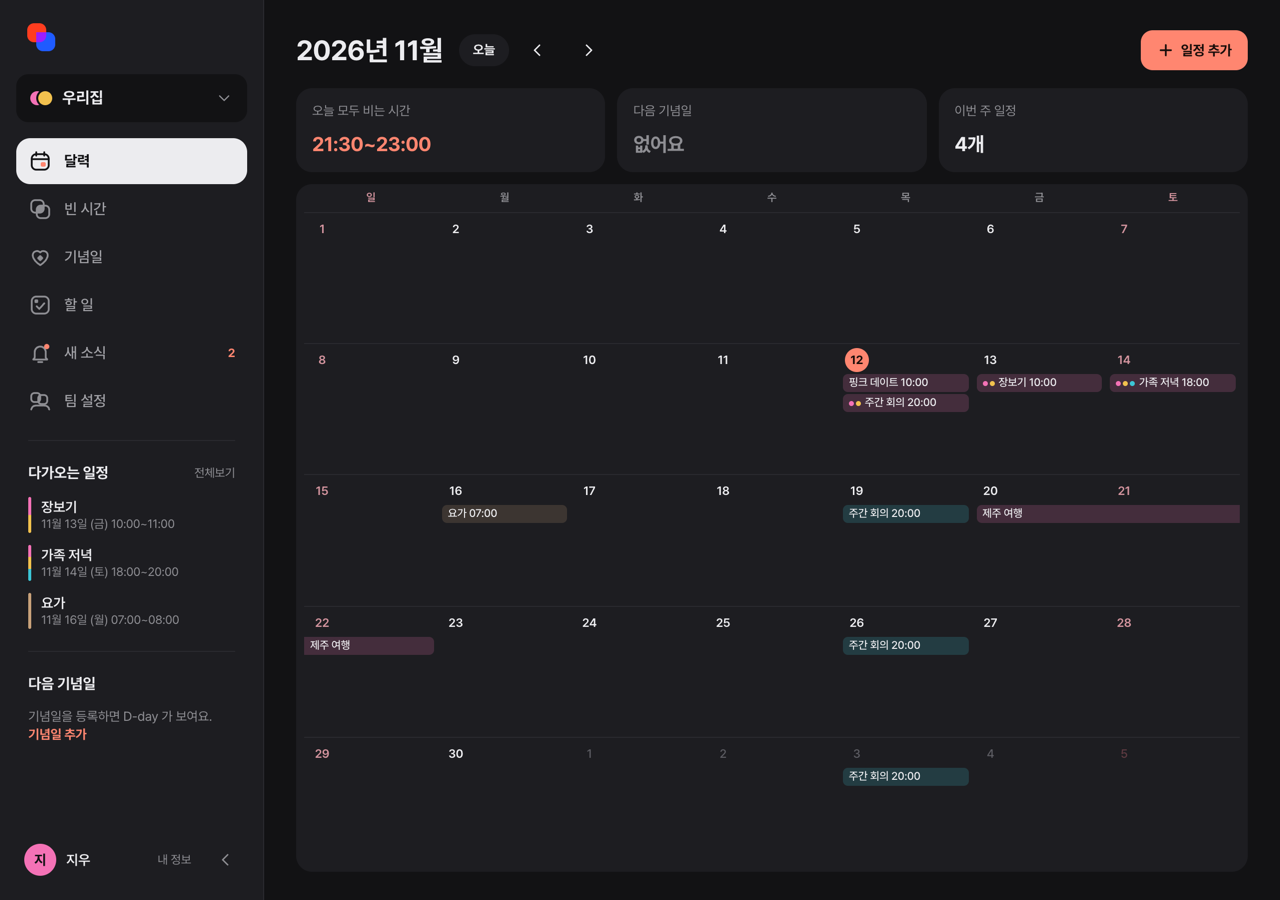 우리집
달력
빈 시간
기념일
할 일
새 소식 2
팀 설정
다가오는 일정 전체보기
장보기
11월 13일 (금) 10:00~11:00
가족 저녁
11월 14일 (토) 18:00~20:00
요가
11월 16일 (월) 07:00~08:00
다음 기념일
기념일을 등록하면 D-day 가 보여요.
기념일 추가
지 지우 내 정보
2026년 11월 오늘 + 일정 추가
오늘 모두 비는 시간
21:30~23:00
다음 기념일
없어요
이번 주 일정
4개
일 월 화 수 목 금 토
1 2 3 4 5 6 7
8 9 10 11 12 13 14
핑크 데이트 10:00 장보기 10:00 가족 저녁 18:00
주간 회의 20:00
15 16 17 18 19 20 21
요가 07:00 주간 회의 20:00 제주 여행
22 23 24 25 26 27 28
제주 여행 주간 회의 20:00
29 30 1 2 3 4 5
주간 회의 20:00